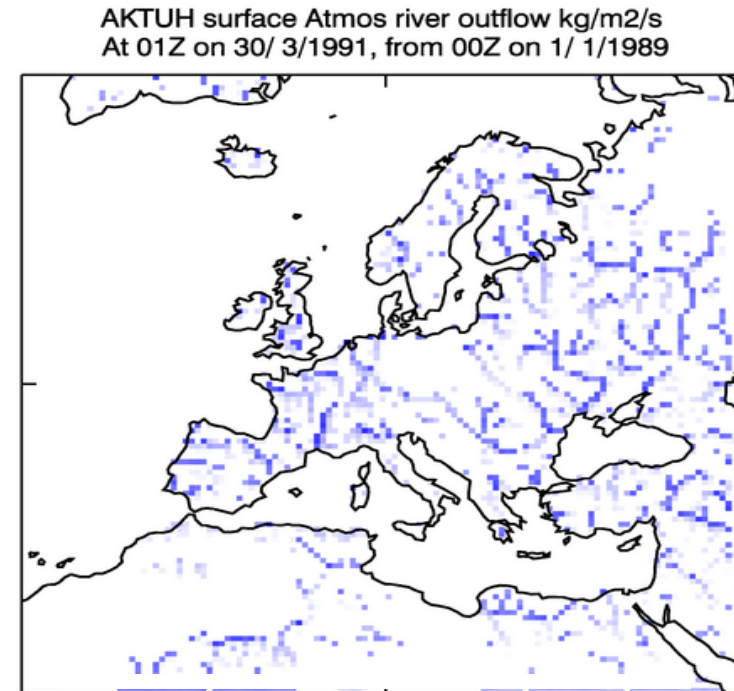 AKTUH surface Atmos river outflow kg/m2/s
At 01Z on 30/ 3/1991, from 00Z on 1/ 1/1989